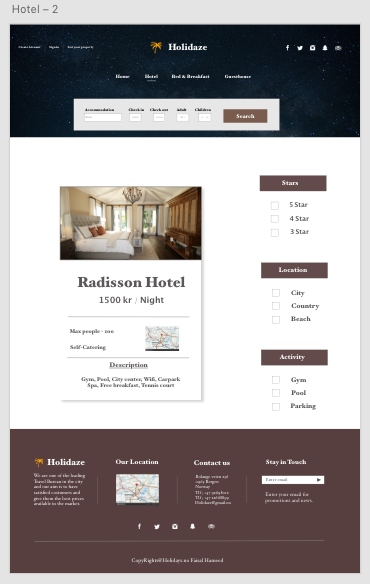 Hotel – 2
Create Account Sign In List your property
Holidaze
Home Hotel Bed & Breakfast Guesthouse
Accommodation Check in Check out Adult Children
Search
Stars
5 Star
4 Star
3 Star
Radisson Hotel
1500 kr / Night
Max people - 100
Self-Catering
Description
Gym, Pool, City center, Wifi, Carpark
Spa, Free breakfast, Tennis court
Location
City
Country
Beach
Activity
Gym
Pool
Parking
Holidaze
We are one of the leading
Travel Bureau in the city
and our aim is to have
satisfied customers and
give them the best prices
available in the market.
Our Location
Contact us
Bergen
Norway
Stay in Touch
Enter email
Enter your email for
promotions and news.
CopyRights@Holidays.no Faisal Hameed